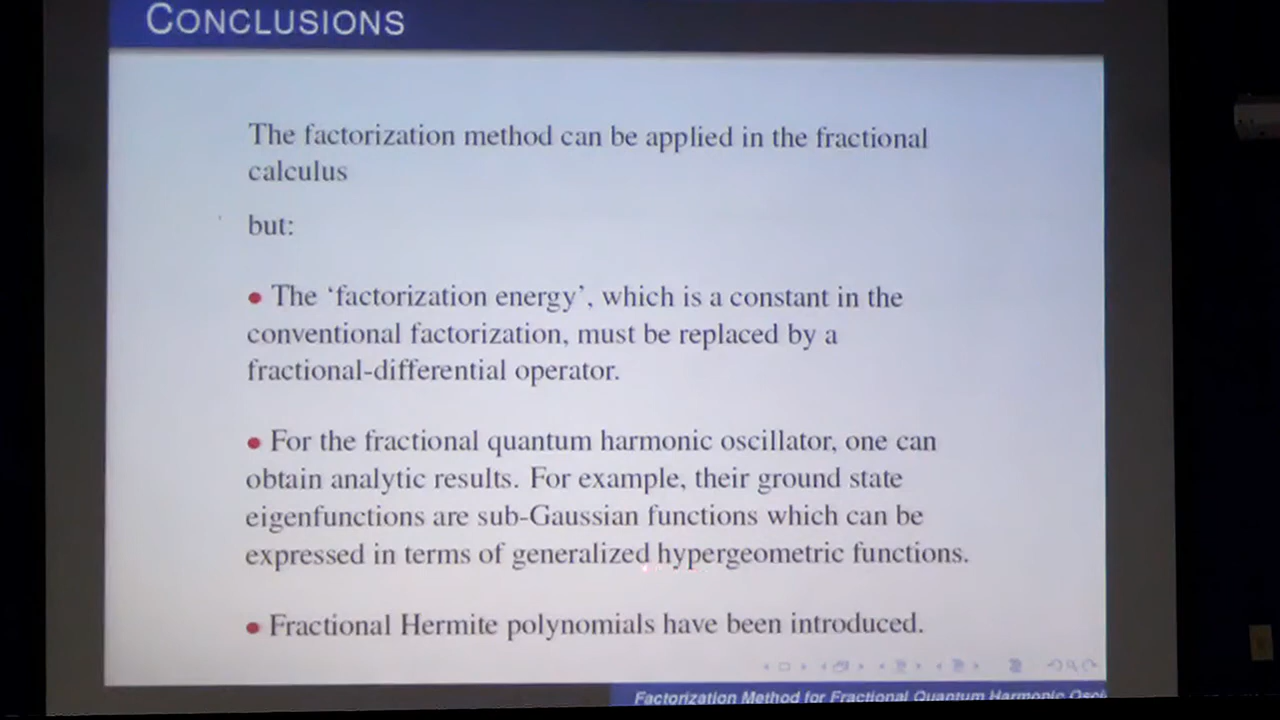 CONCLUSIONS
The factorization method can be applied in the fractional
calculus
but:
• The ‘factorization energy’, which is a constant in the
conventional factorization, must be replaced by a
fractional-differential operator.
• For the fractional quantum harmonic oscillator, one can
obtain analytic results. For example, their ground state
eigenfunctions are sub-Gaussian functions which can be
expressed in terms of generalized hypergeometric functions.
• Fractional Hermite polynomials have been introduced.
Factorization Method for Fractional Quantum Harmonic Osci